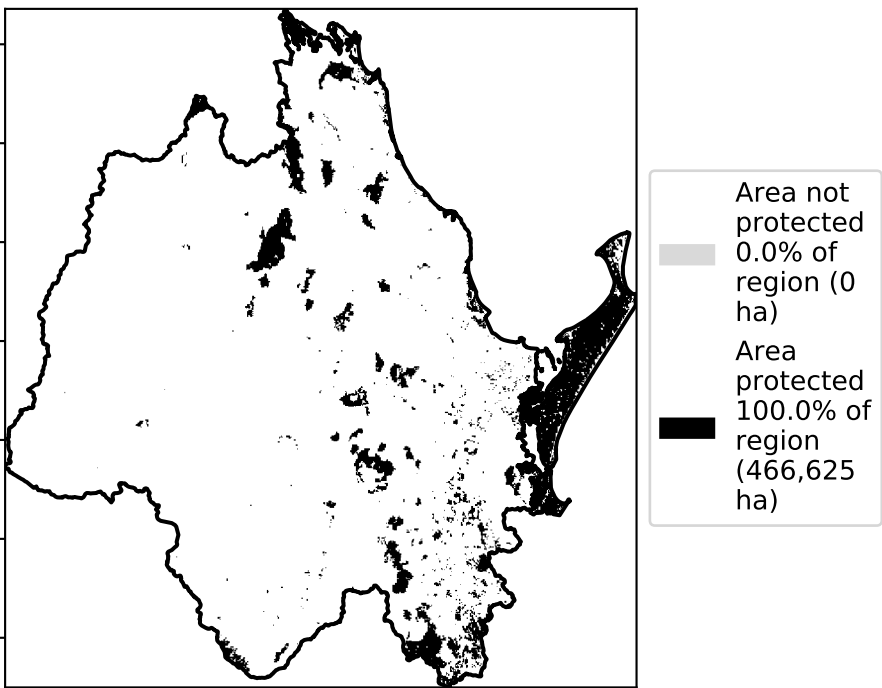 Area not
protected
0.0% of
region (0
ha)
Area
protected
100.0% of
region
(466,625
ha)